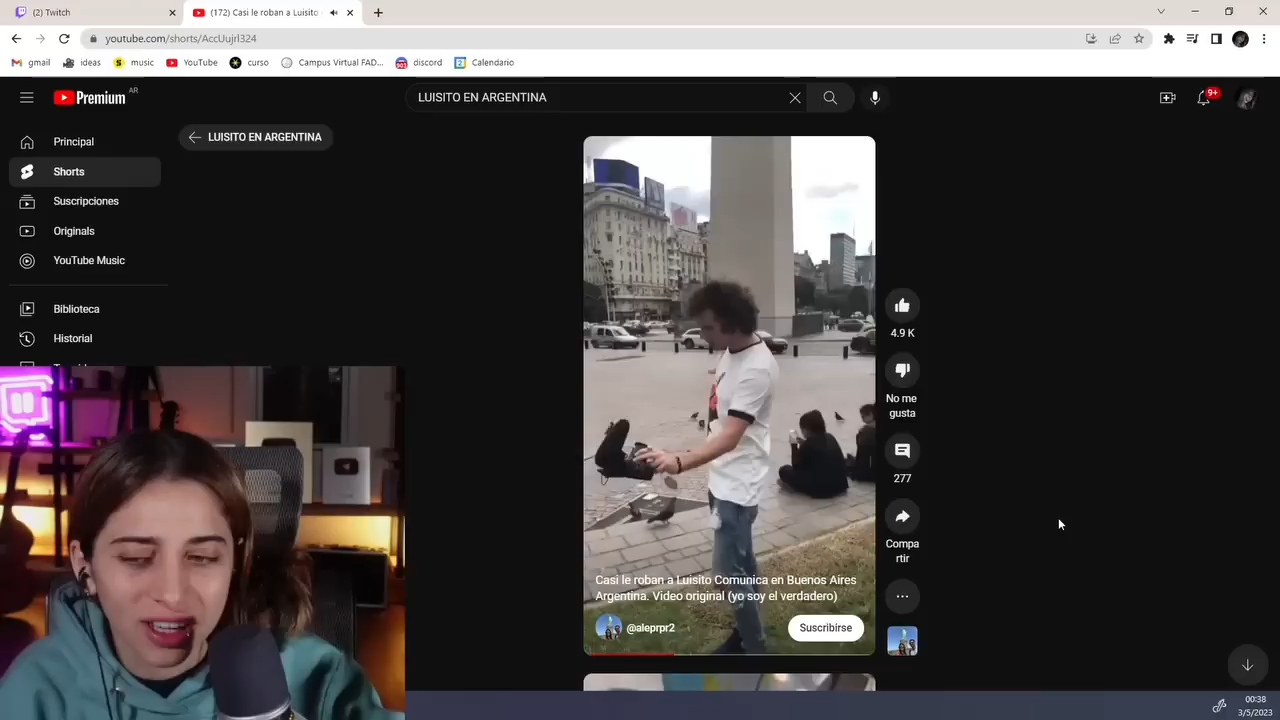 (2) Twitch
(172) Casi le roban a Luisito
youtube.com/shorts/AccUujrl324
gmail
ideas
music
YouTube
curso
Campus Virtual FAD...
discord
Calendario
Premium AR
LUISITO EN ARGENTINA
9+
Principal
LUISITO EN ARGENTINA
Shorts
Suscripciones
Originals
YouTube Music
Biblioteca
Historial
4.9 K
No me
gusta
277
Compa
rtir
Casi le roban a Luisito Comunica en Buenos Aires
Argentina. Video original (yo soy el verdadero)
@aleprpr2
Suscribirse
00:38
3/5/2023